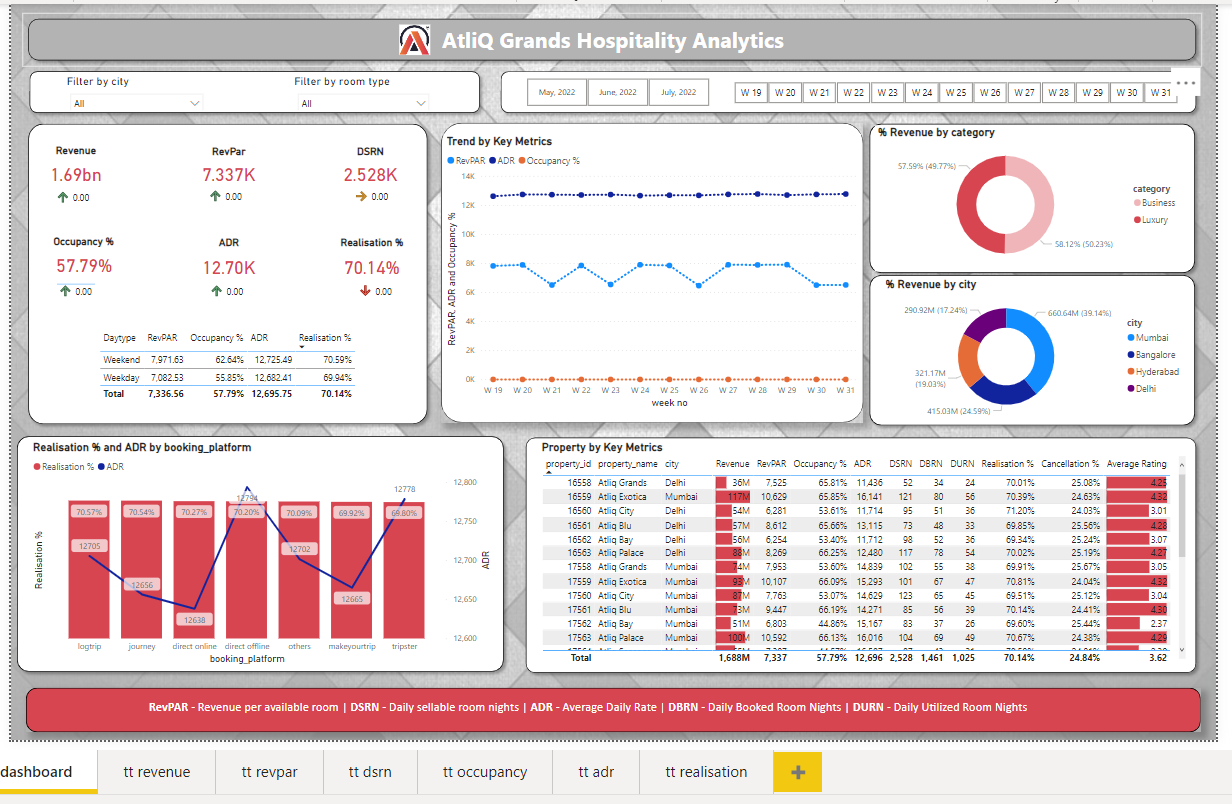 AtliQ Grands Hospitality Analytics
Filter by city
All
Filter by room type
All
May, 2022 June, 2022 July, 2022
W 19 W 20 W 21 W 22 W 23 W 24 W 25 W 26 W 27 W 28 W 29 W 30 W 31
Revenue
1.69bn
0.00
RevPar
7.337K
0.00
DSRN
2.528K
0.00
Occupancy %
57.79%
0.00
ADR
12.70K
0.00
Realisation %
70.14%
0.00
Daytype RevPAR Occupancy % ADR Realisation %
Weekend 7,971.63 62.64% 12,725.49 70.59%
Weekday 7,082.53 55.85% 12,682.41 69.94%
Total 7,336.56 57.79% 12,695.75 70.14%
Trend by Key Metrics
RevPAR ADR Occupancy %
RevPAR, ADR and Occupancy %
14K
12K
10K
8K
6K
4K
2K
0K
W 19 W 20 W 21 W 22 W 23 W 24 W 25 W 26 W 27 W 28 W 29 W 30 W 31
week no
% Revenue by category
57.59% (49.77%)
58.12% (50.23%)
category
Business
Luxury
% Revenue by city
290.92M (17.24%)
660.64M (39.14%)
321.17M
(19.03%)
415.03M (24.59%)
city
Mumbai
Bangalore
Hyderabad
Delhi
Realisation % and ADR by booking_platform
Realisation % ADR
Realisation %
70.57% 70.54% 70.27% 70.20% 70.09% 69.92% 69.80%
12705 12656 12638 12794 12702 12665 12778
12,800
12,750
12,700
12,650
12,600
ADR
logtrip journey direct online direct offline others makeyourtrip tripster
booking_platform
Property by Key Metrics
property_id property_name city Revenue RevPAR Occupancy % ADR DSRN DBRN DURN Realisation % Cancellation % Average Rating
16558 Atliq Grands Delhi 36M 7,525 65.81% 11,436 52 34 24 70.01% 25.08% 4.25
16559 Atliq Exotica Mumbai 117M 10,629 65.85% 16,141 121 80 56 70.39% 24.63% 4.32
16560 Atliq City Delhi 54M 6,281 53.61% 11,714 95 51 36 71.20% 24.03% 3.01
16561 Atliq Blu Delhi 57M 8,612 65.66% 13,115 73 48 33 69.85% 25.56% 4.28
16562 Atliq Bay Delhi 56M 6,254 53.40% 11,712 98 52 36 69.34% 25.24% 3.07
16563 Atliq Palace Delhi 88M 8,269 66.25% 12,480 117 78 54 70.02% 25.19% 4.27
17558 Atliq Grands Mumbai 74M 7,953 53.60% 14,839 102 55 38 69.91% 25.67% 3.05
17559 Atliq Exotica Mumbai 93M 10,107 66.09% 15,293 101 67 47 70.81% 24.04% 4.32
17560 Atliq City Mumbai 87M 7,763 53.07% 14,629 123 65 45 69.51% 25.12% 3.04
17561 Atliq Blu Mumbai 73M 9,447 66.19% 14,271 85 56 39 70.14% 24.41% 4.30
17562 Atliq Bay Mumbai 51M 6,803 44.86% 15,167 83 37 26 69.60% 25.44% 2.37
17563 Atliq Palace Mumbai 100M 10,592 66.13% 16,016 104 69 49 70.67% 24.38% 4.29
Total 1,688M 7,337 57.79% 12,696 2,528 1,461 1,025 70.14% 24.84% 3.62
RevPAR - Revenue per available room | DSRN - Daily sellable room nights | ADR - Average Daily Rate | DBRN - Daily Booked Room Nights | DURN - Daily Utilized Room Nights
dashboard tt revenue tt revpar tt dsrn tt occupancy tt adr tt realisation